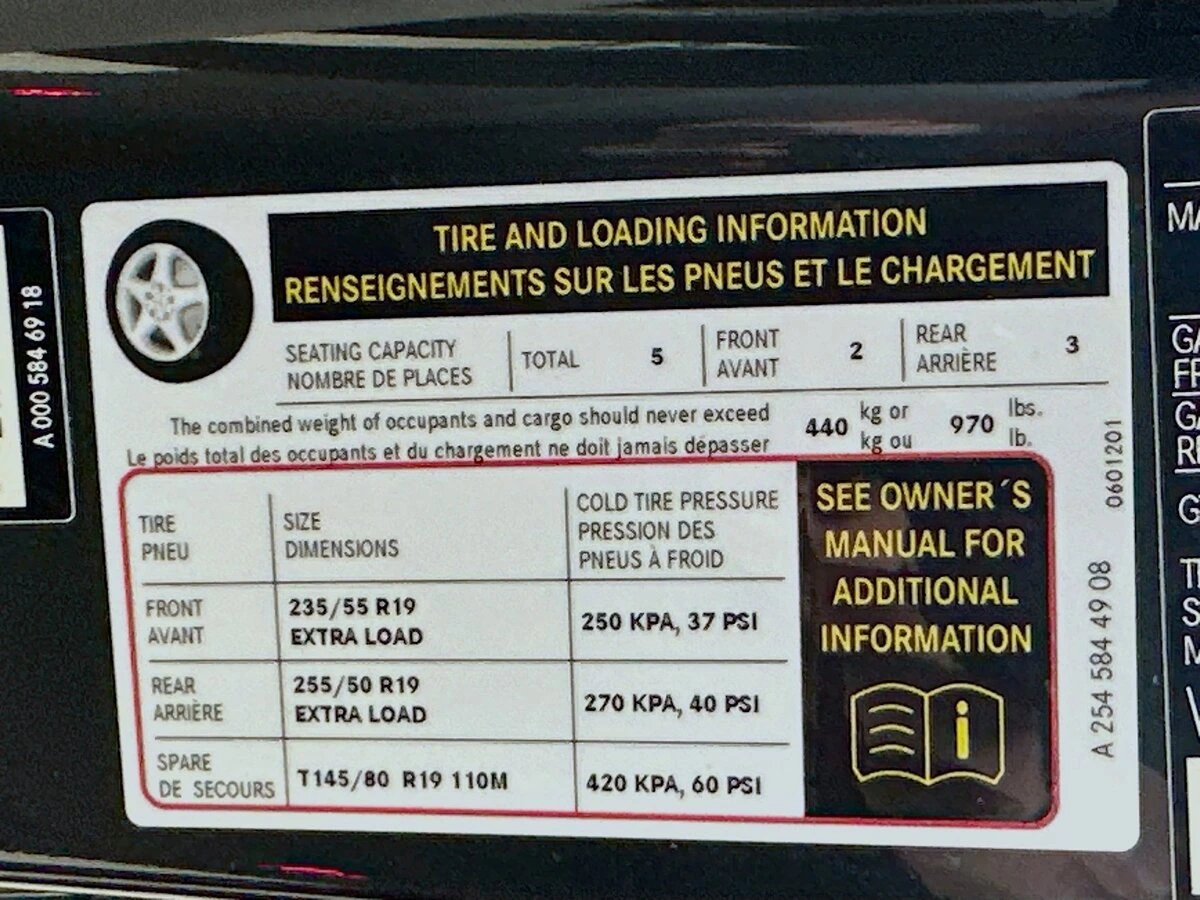 TIRE AND LOADING INFORMATION
RENSEIGNEMENTS SUR LES PNEUS ET LE CHARGEMENT
SEATING CAPACITY
NOMBRE DE PLACES
TOTAL 5
FRONT
AVANT
2
REAR
ARRIÈRE
3
The combined weight of occupants and cargo should never exceed
Le poids total des occupants et du chargement ne doit jamais dépasser
440
kg or
kg ou
970
lbs.
lb.
TIRE
PNEU
SIZE
DIMENSIONS
COLD TIRE PRESSURE
PRESSION DES
PNEUS À FROID
FRONT
AVANT
235/55 R19
EXTRA LOAD
250 KPA, 37 PSI
REAR
ARRIÈRE
255/50 R19
EXTRA LOAD
270 KPA, 40 PSI
SPARE
DE SECOURS
T145/80 R19 110M
420 KPA, 60 PSI
SEE OWNER´S
MANUAL FOR
ADDITIONAL
INFORMATION
i
0601201
A 254 584 49 08
A 000 584 69 18